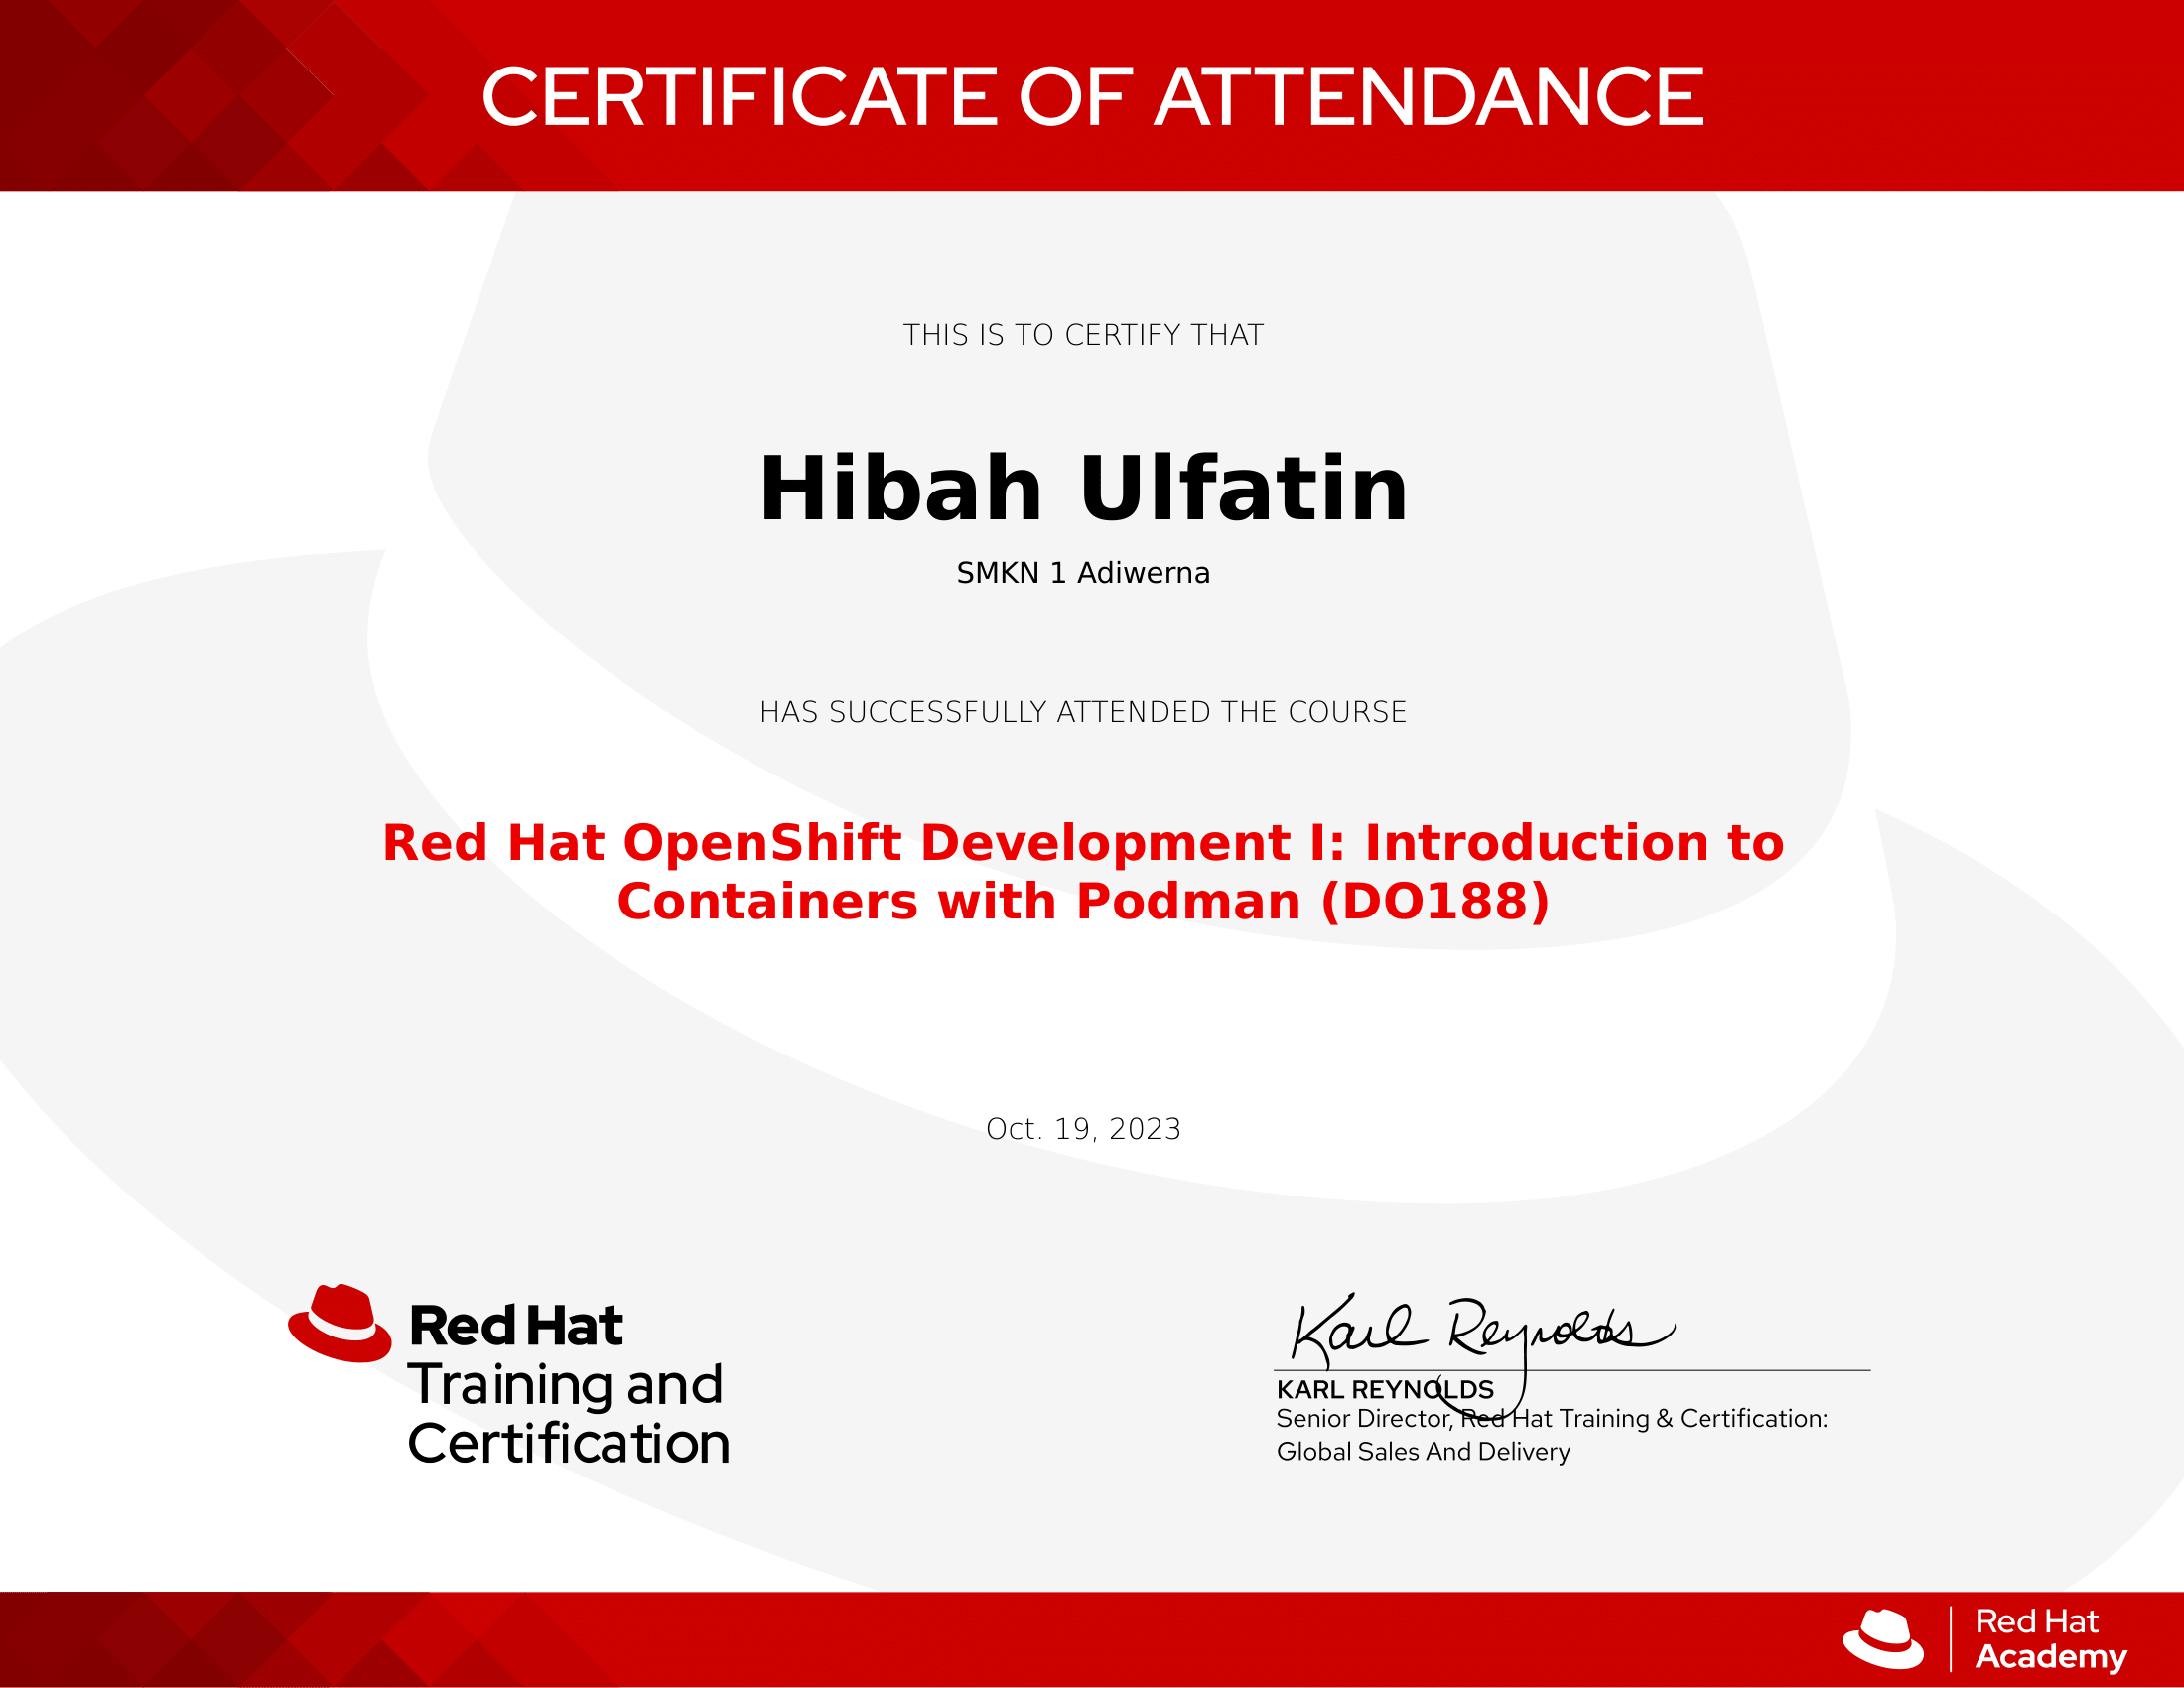 CERTIFICATE OF ATTENDANCE
THIS IS TO CERTIFY THAT
Hibah Ulfatin
SMKN 1 Adiwerna
HAS SUCCESSFULLY ATTENDED THE COURSE
Red Hat OpenShift Development I: Introduction to
Containers with Podman (DO188)
Oct. 19, 2023
Red Hat
Training and
Certification
Karl Reynolds
KARL REYNOLDS
Senior Director, Red Hat Training & Certification:
Global Sales And Delivery
Red Hat
Academy